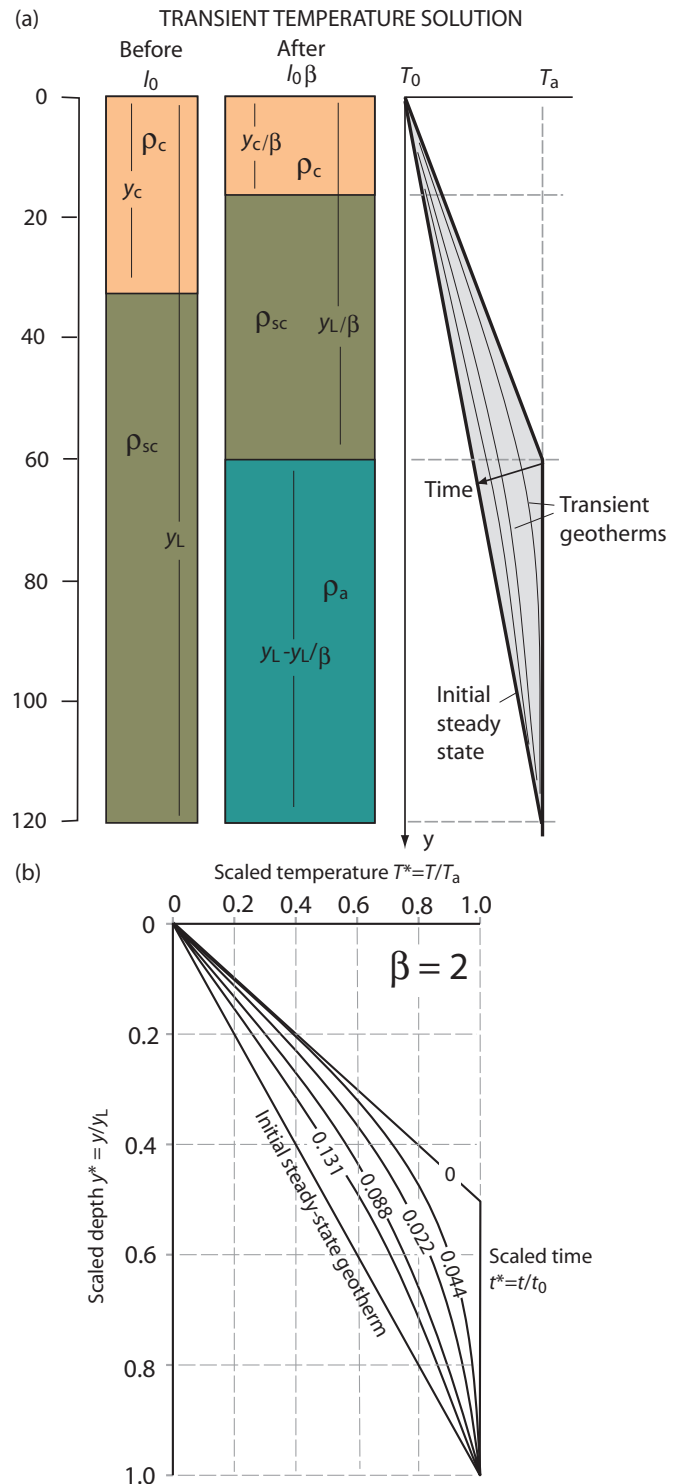 (a) TRANSIENT TEMPERATURE SOLUTION
Before
l0
After
l0β
T0
Ta
0
20
40
60
80
100
120
ρc
yc
ρsc
yL
yc/β
ρc
ρsc
yL/β
ρa
yL-yL/β
Time
Transient
geotherms
Initial
steady
state
y
(b)
Scaled temperature T*=T/Ta
0 0.2 0.4 0.6 0.8 1.0
0
0.2
0.4
0.6
0.8
1.0
Scaled depth y* = y/yL
β = 2
Initial steady-state geotherm
0.131
0.088
0.022
0.044
0
Scaled time
t*=t/t0